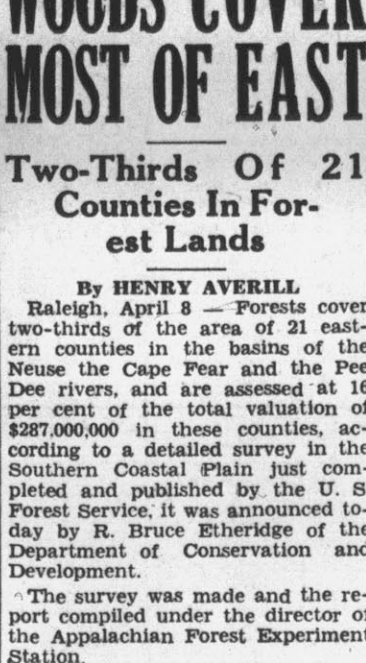 WOODS COVER
MOST OF EAST
Two-Thirds Of 21
Counties In For-
est Lands
By HENRY AVERILL
Raleigh, April 8 — Forests cover
two-thirds of the area of 21 east-
ern counties in the basins of the
Neuse the Cape Fear and the Pee
Dee rivers, and are assessed at 16
per cent of the total valuation of
$287,000,000 in these counties, ac-
cording to a detailed survey in the
Southern Coastal Plain just com-
pleted and published by the U. S
Forest Service, it was announced to-
day by R. Bruce Etheridge of the
Department of Conservation and
Development.
The survey was made and the re-
port compiled under the director of
the Appalachian Forest Experiment
Station.